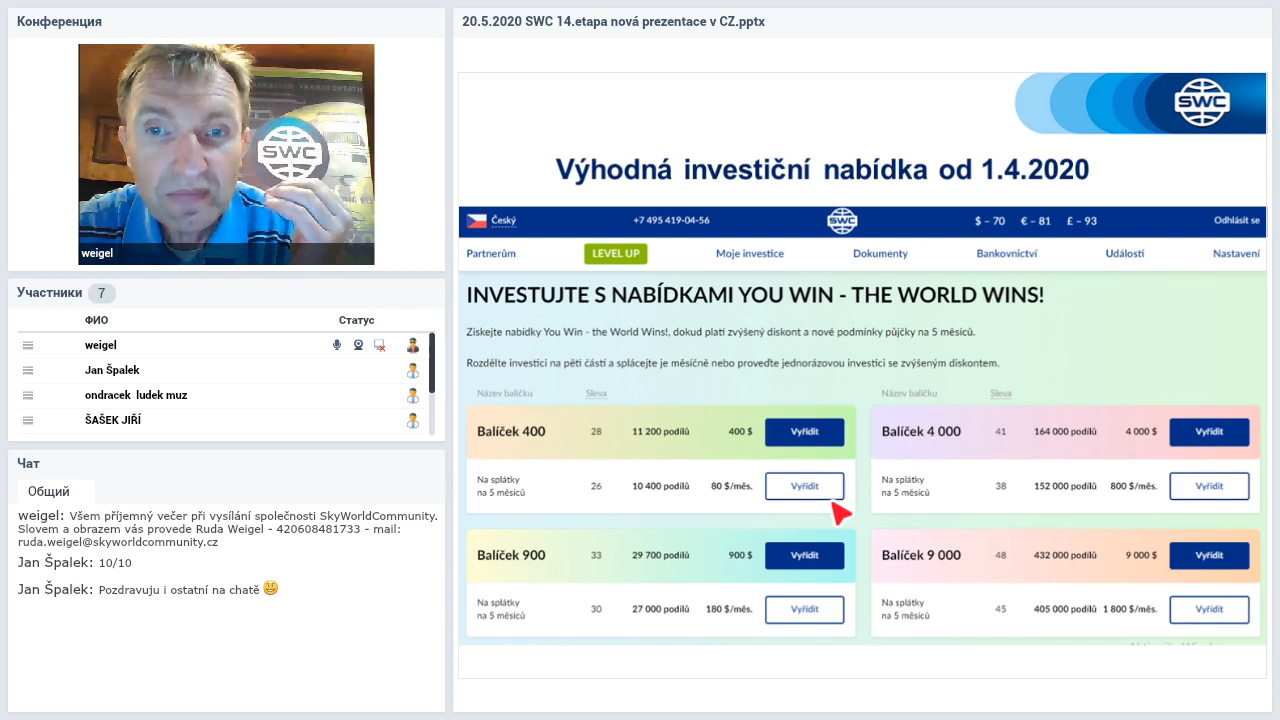 Конференция
SWC
weigel
Участники 7
ФИО Статус
weigel
Jan Špalek
ondracek ludek muz
ŠAŠEK JIŘÍ
Чат
Общий
weigel: Všem příjemný večer při vysílání společnosti SkyWorldCommunity.
Slovem a obrazem vás provede Ruda Weigel - 420608481733 - mail:
ruda.weigel@skyworldcommunity.cz
Jan Špalek: 10/10
Jan Špalek: Pozdravuju i ostatní na chatě
20.5.2020 SWC 14.etapa nová prezentace v CZ.pptx
SWC
Výhodná investiční nabídka od 1.4.2020
Český +7 495 419-04-56 SWC $ – 70 € – 81 £ – 93 Odhlásit se
Partnerům LEVEL UP Moje investice Dokumenty Bankovnictví Události Nastavení
INVESTUJTE S NABÍDKAMI YOU WIN - THE WORLD WINS!
Získejte nabídky You Win - the World Wins!, dokud platí zvýšený diskont a nové podmínky půjčky na 5 měsíců.
Rozdělte investici na pěti částí a splácejte je měsíčně nebo proveďte jednorázovou investici se zvýšeným diskontem.
Název balíčku Sleva Název balíčku Sleva
Balíček 400 28 11 200 podílů 400 $ Vyřídit Balíček 4 000 41 164 000 podílů 4 000 $ Vyřídit
Na splátky
na 5 měsíců 26 10 400 podílů 80 $/měs. Vyřídit Na splátky
na 5 měsíců 38 152 000 podílů 800 $/měs. Vyřídit
Balíček 900 33 29 700 podílů 900 $ Vyřídit Balíček 9 000 48 432 000 podílů 9 000 $ Vyřídit
Na splátky
na 5 měsíců 30 27 000 podílů 180 $/měs. Vyřídit Na splátky
na 5 měsíců 45 405 000 podílů 1 800 $/měs. Vyřídit